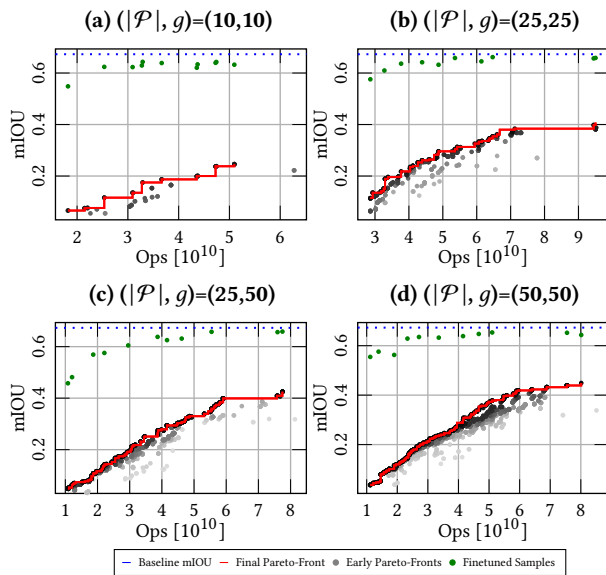 (a) (|𝒫|, g)=(10,10)
mIOU
0.6
0.4
0.2
2 3 4 5 6
Ops [10^10]
(b) (|𝒫|, g)=(25,25)
0.6
0.4
0.2
3 4 5 6 7 8 9
Ops [10^10]
(c) (|𝒫|, g)=(25,50)
mIOU
0.6
0.4
0.2
1 2 3 4 5 6 7 8
Ops [10^10]
(d) (|𝒫|, g)=(50,50)
mIOU
0.6
0.4
0.2
1 2 3 4 5 6 7 8
Ops [10^10]
Baseline mIOU Final Pareto-Front Early Pareto-Fronts Finetuned Samples